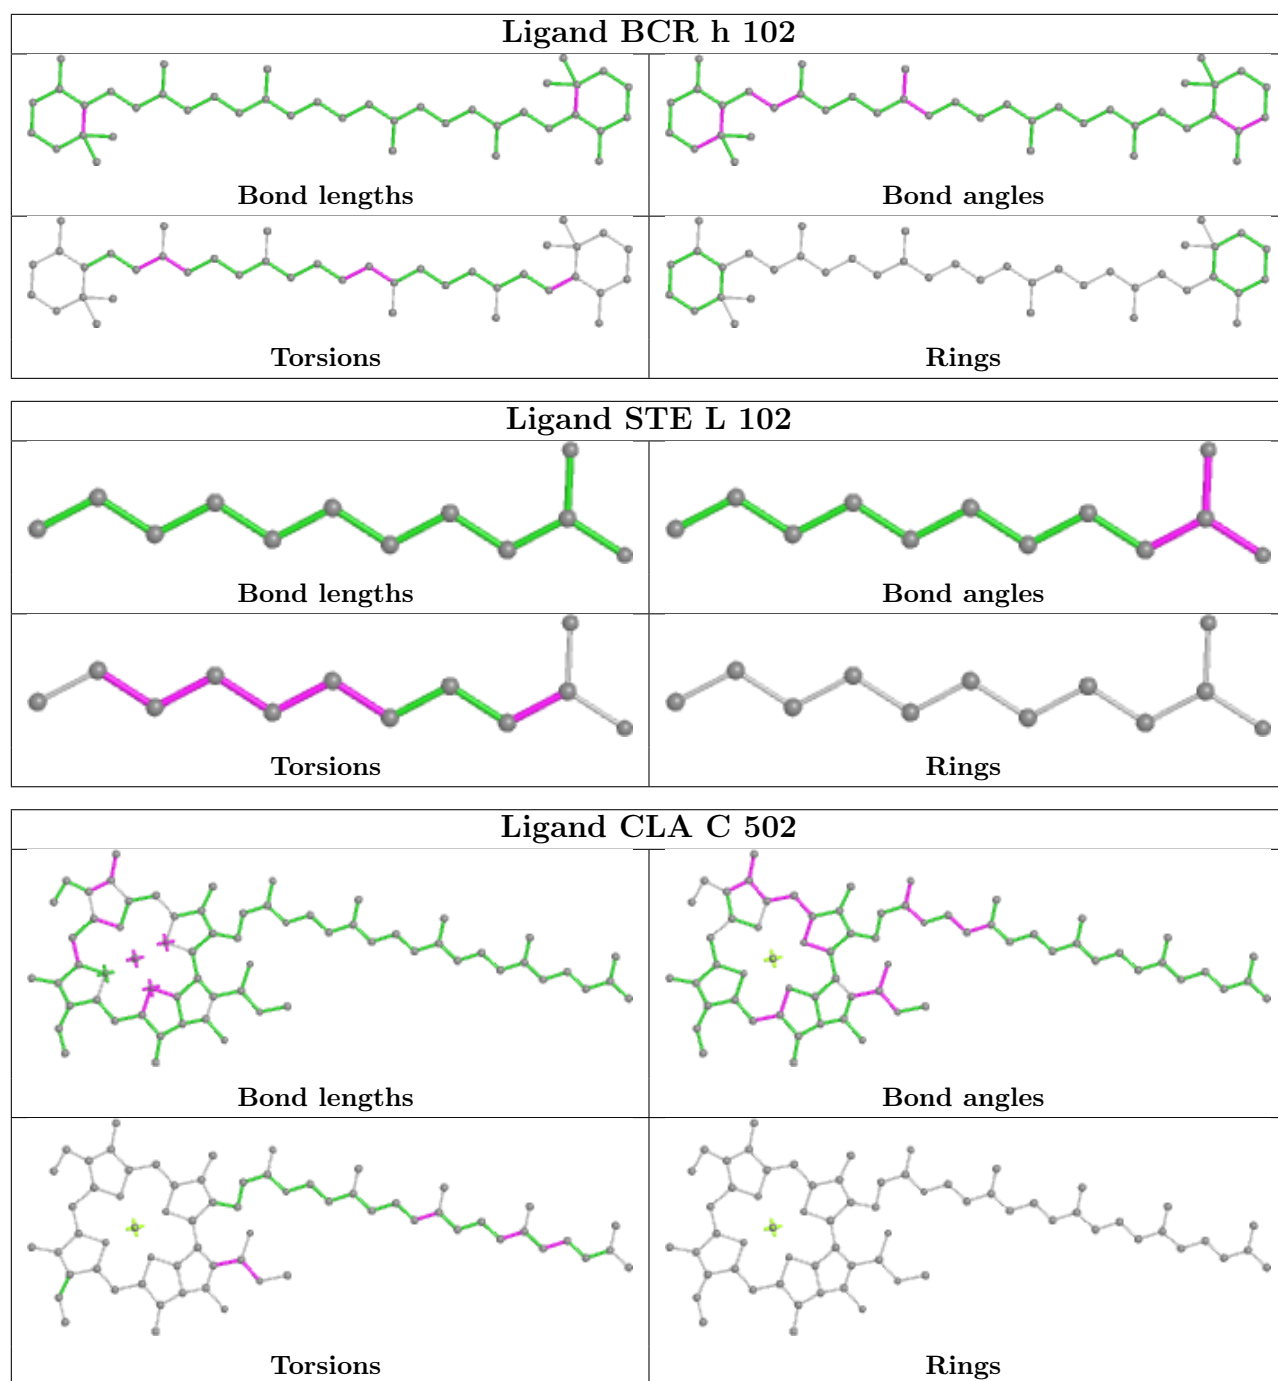 Ligand BCR h 102
Bond lengths
Bond angles
Torsions
Rings
Ligand STE L 102
Bond lengths
Bond angles
Torsions
Rings
Ligand CLA C 502
Bond lengths
Bond angles
Torsions
Rings